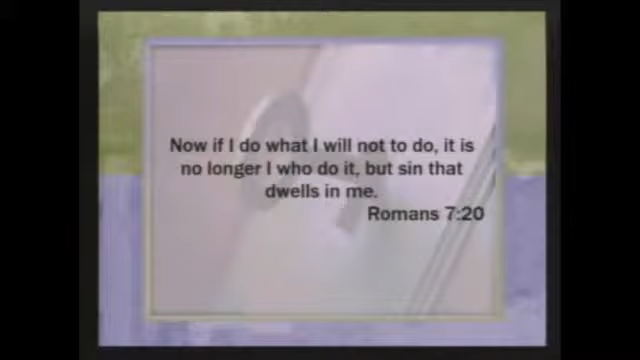 Now if I do what I will not to do, it is
no longer I who do it, but sin that
dwells in me.
Romans 7:20